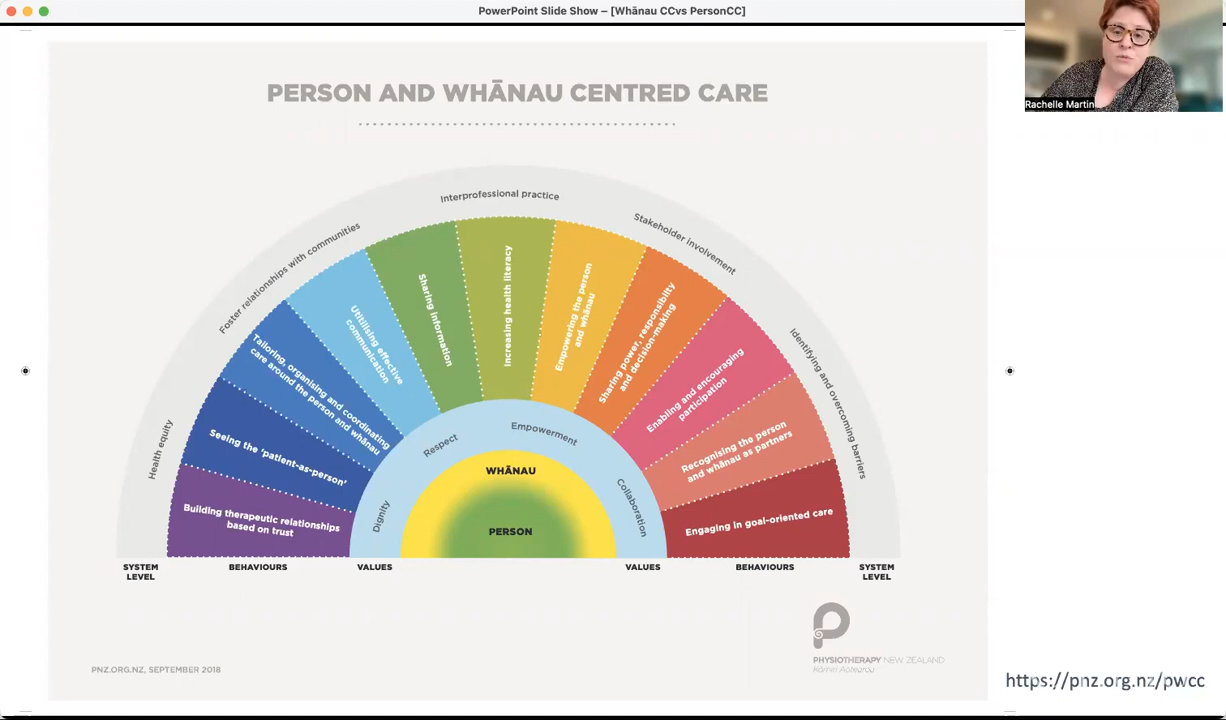 PowerPoint Slide Show – [Whānau CCvs PersonCC]
Rachelle Martin
PERSON AND WHĀNAU CENTRED CARE
Health equity
Foster relationships with communities
Interprofessional practice
Stakeholder involvement
Identifying and overcoming barriers
Building therapeutic relationships
based on trust
Seeing the 'patient-as-person'
Tailoring, organising and coordinating
care around the person and whānau
Utitilising effective
communication
Sharing information
Increasing health literacy
Empowering the person
and whānau
Sharing power, responsibility
and decision-making
Enabling and encouraging
participation
Recognising the person
and whānau as partners
Engaging in goal-oriented care
Dignity
Respect
Empowerment
Collaboration
WHĀNAU
PERSON
SYSTEM
LEVEL
BEHAVIOURS
VALUES
VALUES
BEHAVIOURS
SYSTEM
LEVEL
PNZ.ORG.NZ, SEPTEMBER 2018
PHYSIOTHERAPY NEW ZEALAND
Kōmiri Aotearoa
https://pnz.org.nz/pwcc